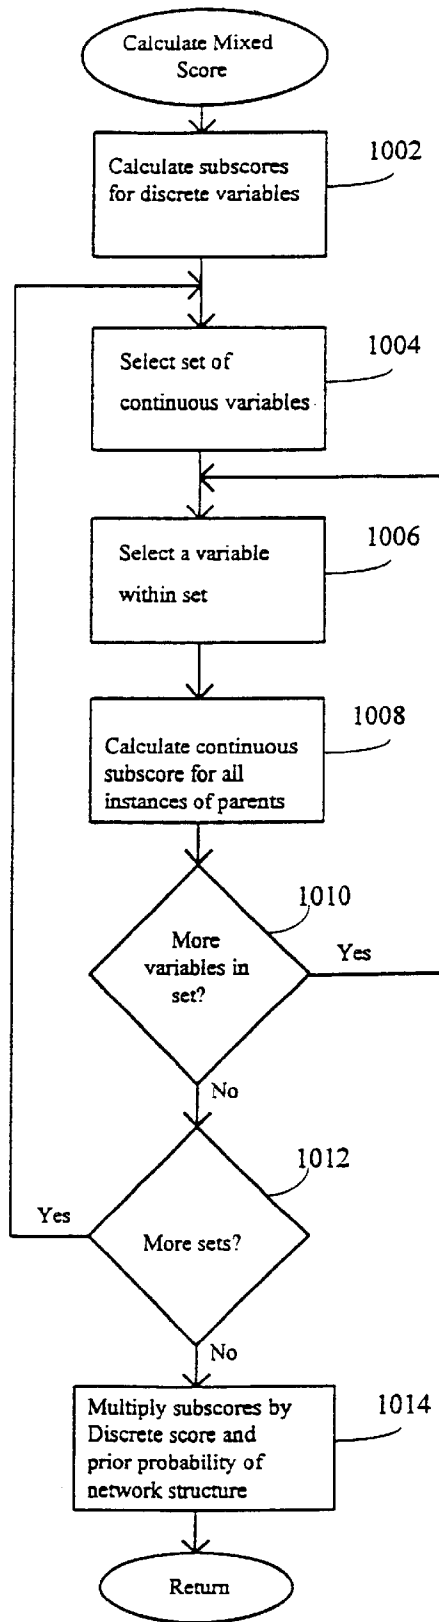 Calculate Mixed
Score
1002
Calculate subscores
for discrete variables
1004
Select set of
continuous variables
1006
Select a variable
within set
1008
Calculate continuous
subscore for all
instances of parents
1010
More
variables in
set?
Yes
No
1012
Yes
More sets?
No
1014
Multiply subscores by
Discrete score and
prior probability of
network structure
Return